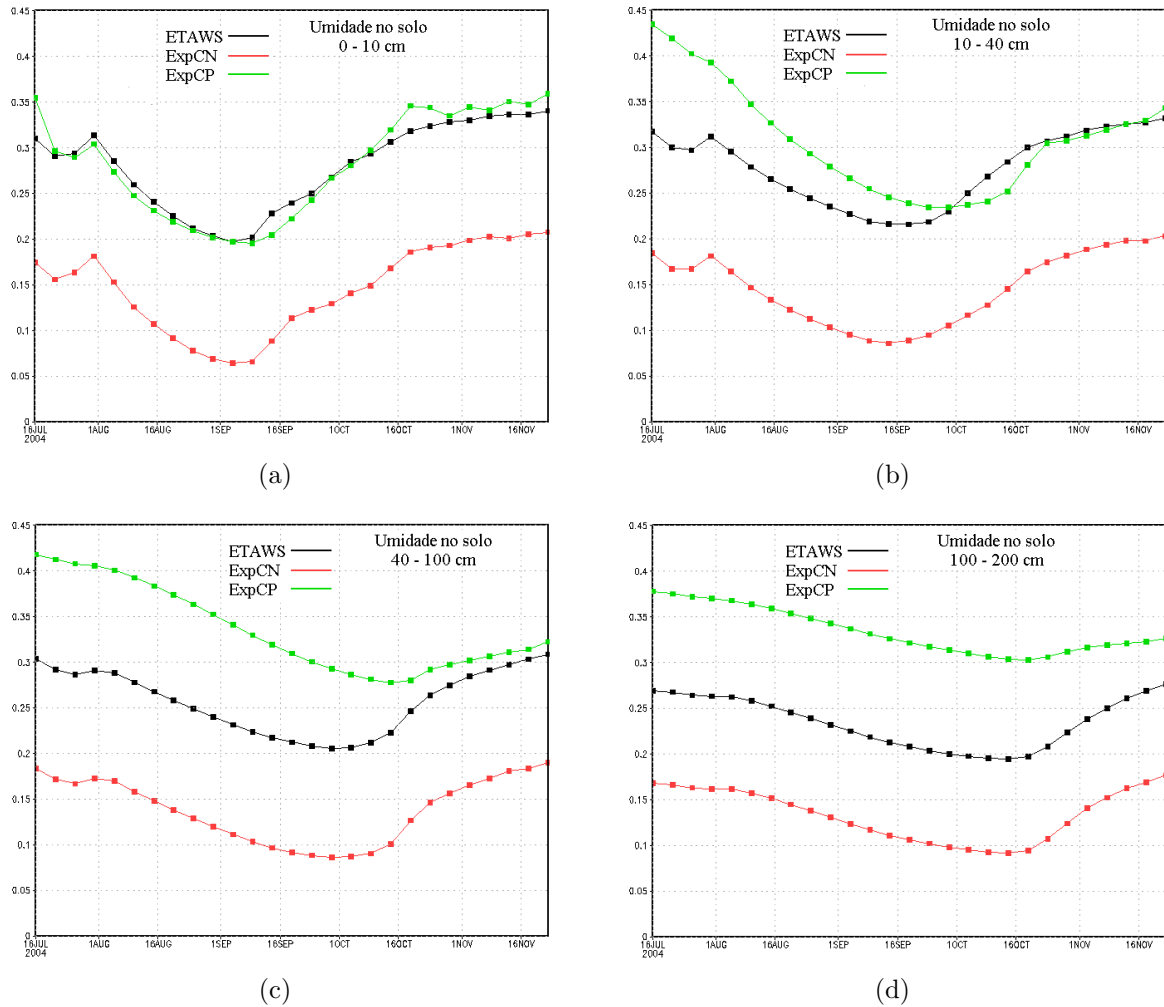 Umidade no solo
0 - 10 cm
ETAWS
ExpCN
ExpCP
0.45
0.4
0.35
0.3
0.25
0.2
0.15
0.1
0.05
0
16JUL
2004
1AUG
16AUG
1SEP
16SEP
1OCT
16OCT
1NOV
16NOV
(a)
Umidade no solo
10 - 40 cm
ETAWS
ExpCN
ExpCP
0.45
0.4
0.35
0.3
0.25
0.2
0.15
0.1
0.05
0
16JUL
2004
1AUG
16AUG
1SEP
16SEP
1OCT
16OCT
1NOV
16NOV
(b)
Umidade no solo
40 - 100 cm
ETAWS
ExpCN
ExpCP
0.45
0.4
0.35
0.3
0.25
0.2
0.15
0.1
0.05
0
16JUL
2004
1AUG
16AUG
1SEP
16SEP
1OCT
16OCT
1NOV
16NOV
(c)
Umidade no solo
100 - 200 cm
ETAWS
ExpCN
ExpCP
0.45
0.4
0.35
0.3
0.25
0.2
0.15
0.1
0.05
0
16JUL
2004
1AUG
16AUG
1SEP
16SEP
1OCT
16OCT
1NOV
16NOV
(d)